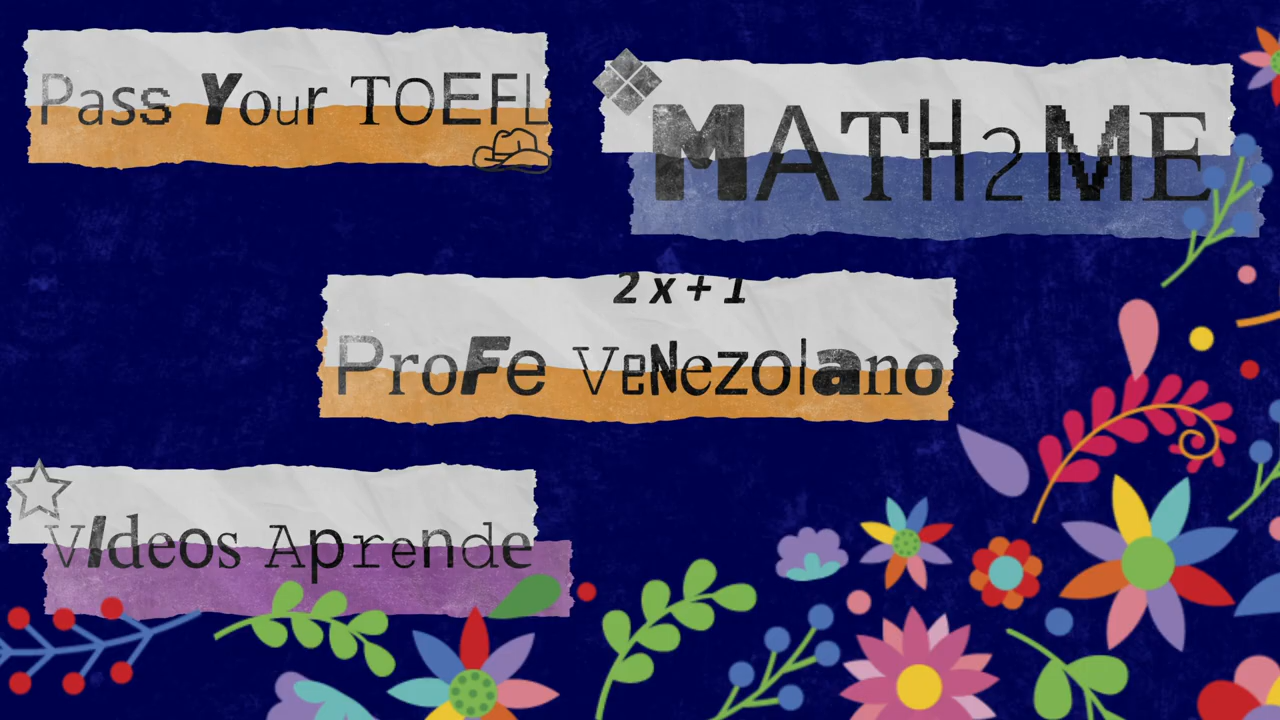 Pass Your TOEFL
MATH2ME
2x+1
ProFe VeNezolano
VIdeos Aprende